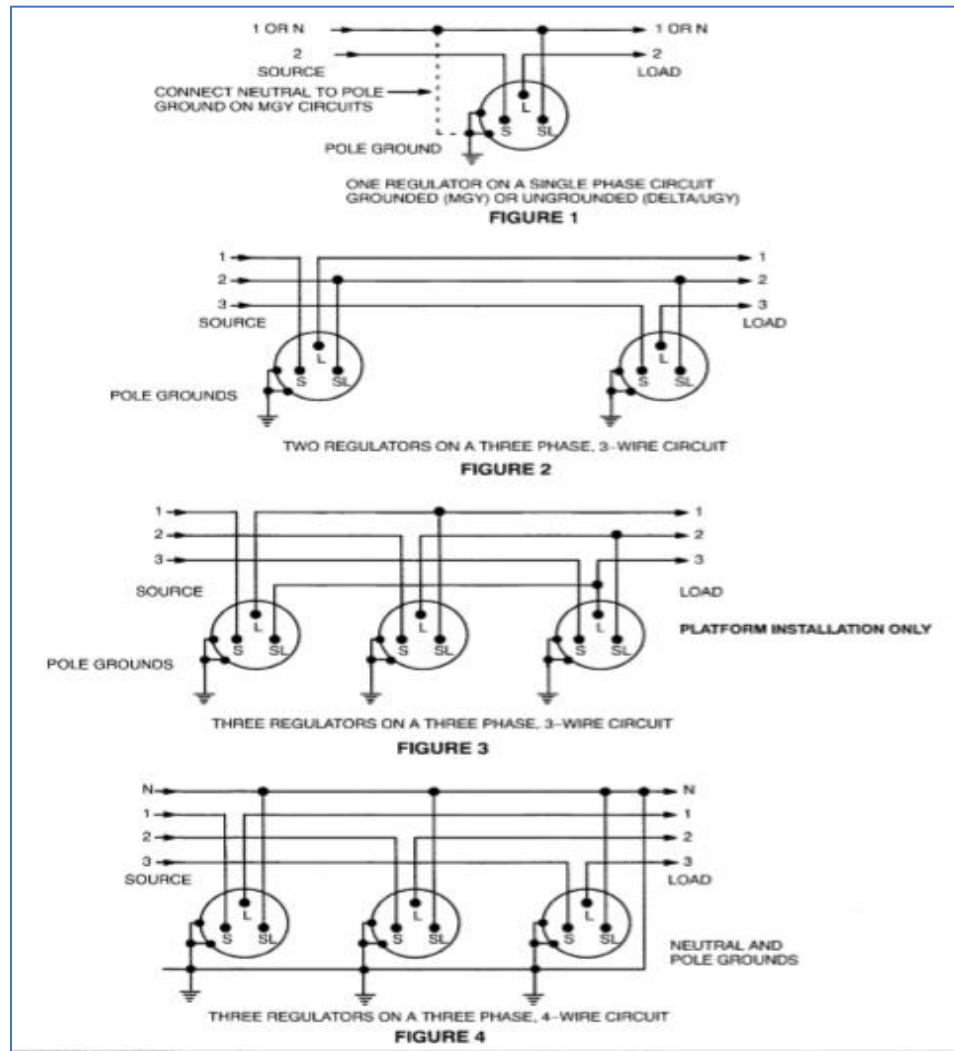 1 OR N
1 OR N
2
2
SOURCE
LOAD
CONNECT NEUTRAL TO POLE
GROUND ON MGY CIRCUITS
L
S
SL
POLE GROUND
ONE REGULATOR ON A SINGLE PHASE CIRCUIT
GROUNDED (MGY) OR UNGROUNDED (DELTA/UGY)
FIGURE 1
1
1
2
2
3
3
SOURCE
LOAD
L
L
S
SL
S
SL
POLE GROUNDS
TWO REGULATORS ON A THREE PHASE, 3-WIRE CIRCUIT
FIGURE 2
1
1
2
2
3
3
SOURCE
LOAD
L
L
L
PLATFORM INSTALLATION ONLY
S
SL
S
SL
S
SL
POLE GROUNDS
THREE REGULATORS ON A THREE PHASE, 3-WIRE CIRCUIT
FIGURE 3
N
N
1
1
2
2
3
3
SOURCE
LOAD
L
L
L
S
SL
S
SL
S
SL
NEUTRAL AND
POLE GROUNDS
THREE REGULATORS ON A THREE PHASE, 4-WIRE CIRCUIT
FIGURE 4